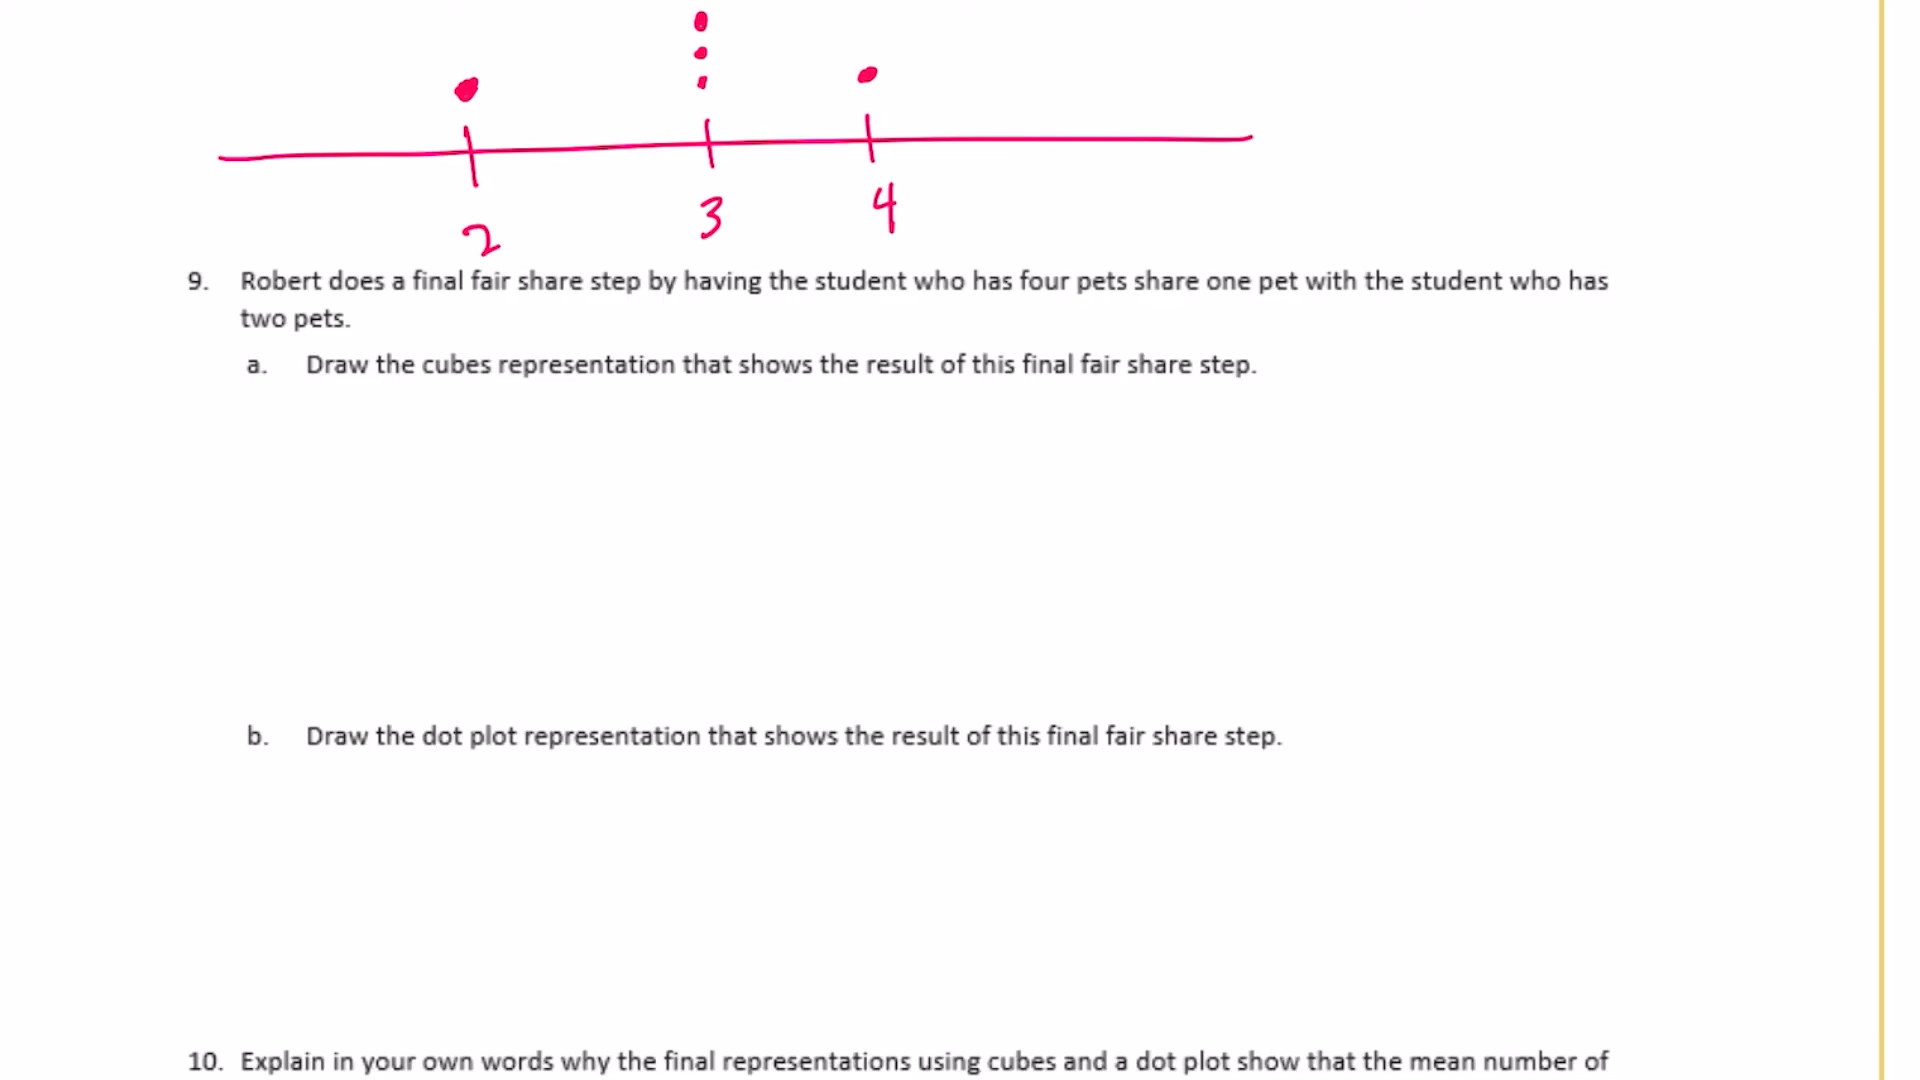 2 3 4
9. Robert does a final fair share step by having the student who has four pets share one pet with the student who has
two pets.
a. Draw the cubes representation that shows the result of this final fair share step.
b. Draw the dot plot representation that shows the result of this final fair share step.
10. Explain in your own words why the final representations using cubes and a dot plot show that the mean number of